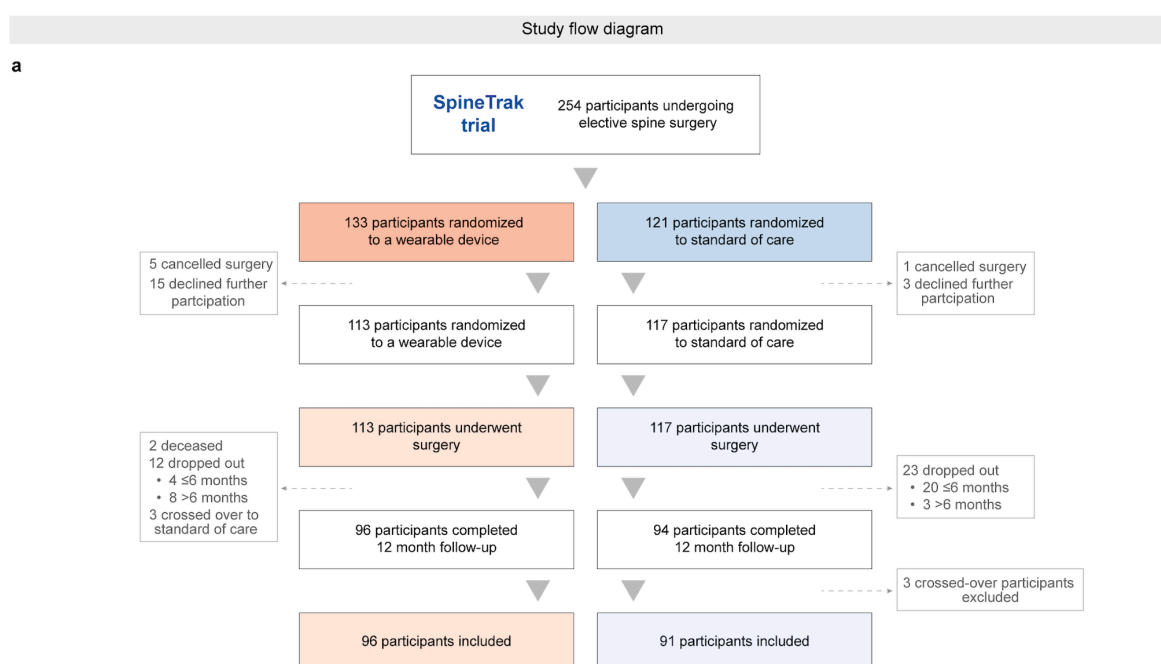 Study flow diagram
a
SpineTrak
trial
254 participants undergoing
elective spine surgery
133 participants randomized
to a wearable device
121 participants randomized
to standard of care
5 cancelled surgery
15 declined further
partcipation
1 cancelled surgery
3 declined further
partcipation
113 participants randomized
to a wearable device
117 participants randomized
to standard of care
113 participants underwent
surgery
117 participants underwent
surgery
2 deceased
12 dropped out
• 4 ≤6 months
• 8 >6 months
3 crossed over to
standard of care
23 dropped out
• 20 ≤6 months
• 3 >6 months
96 participants completed
12 month follow-up
94 participants completed
12 month follow-up
3 crossed-over participants
excluded
96 participants included
91 participants included